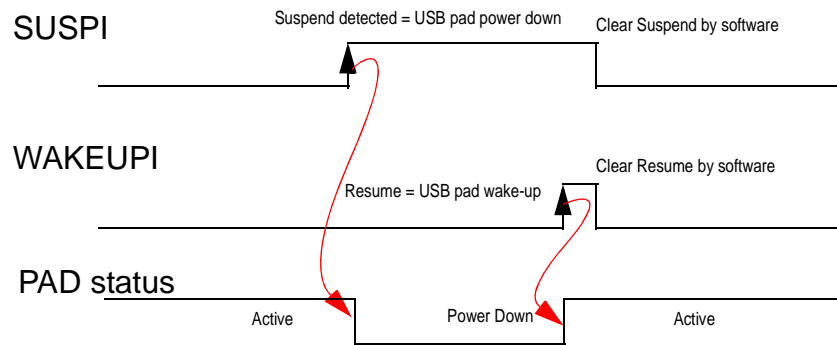 SUSPI
Suspend detected = USB pad power down
Clear Suspend by software
WAKEUPI
Clear Resume by software
Resume = USB pad wake-up
PAD status
Active
Power Down
Active